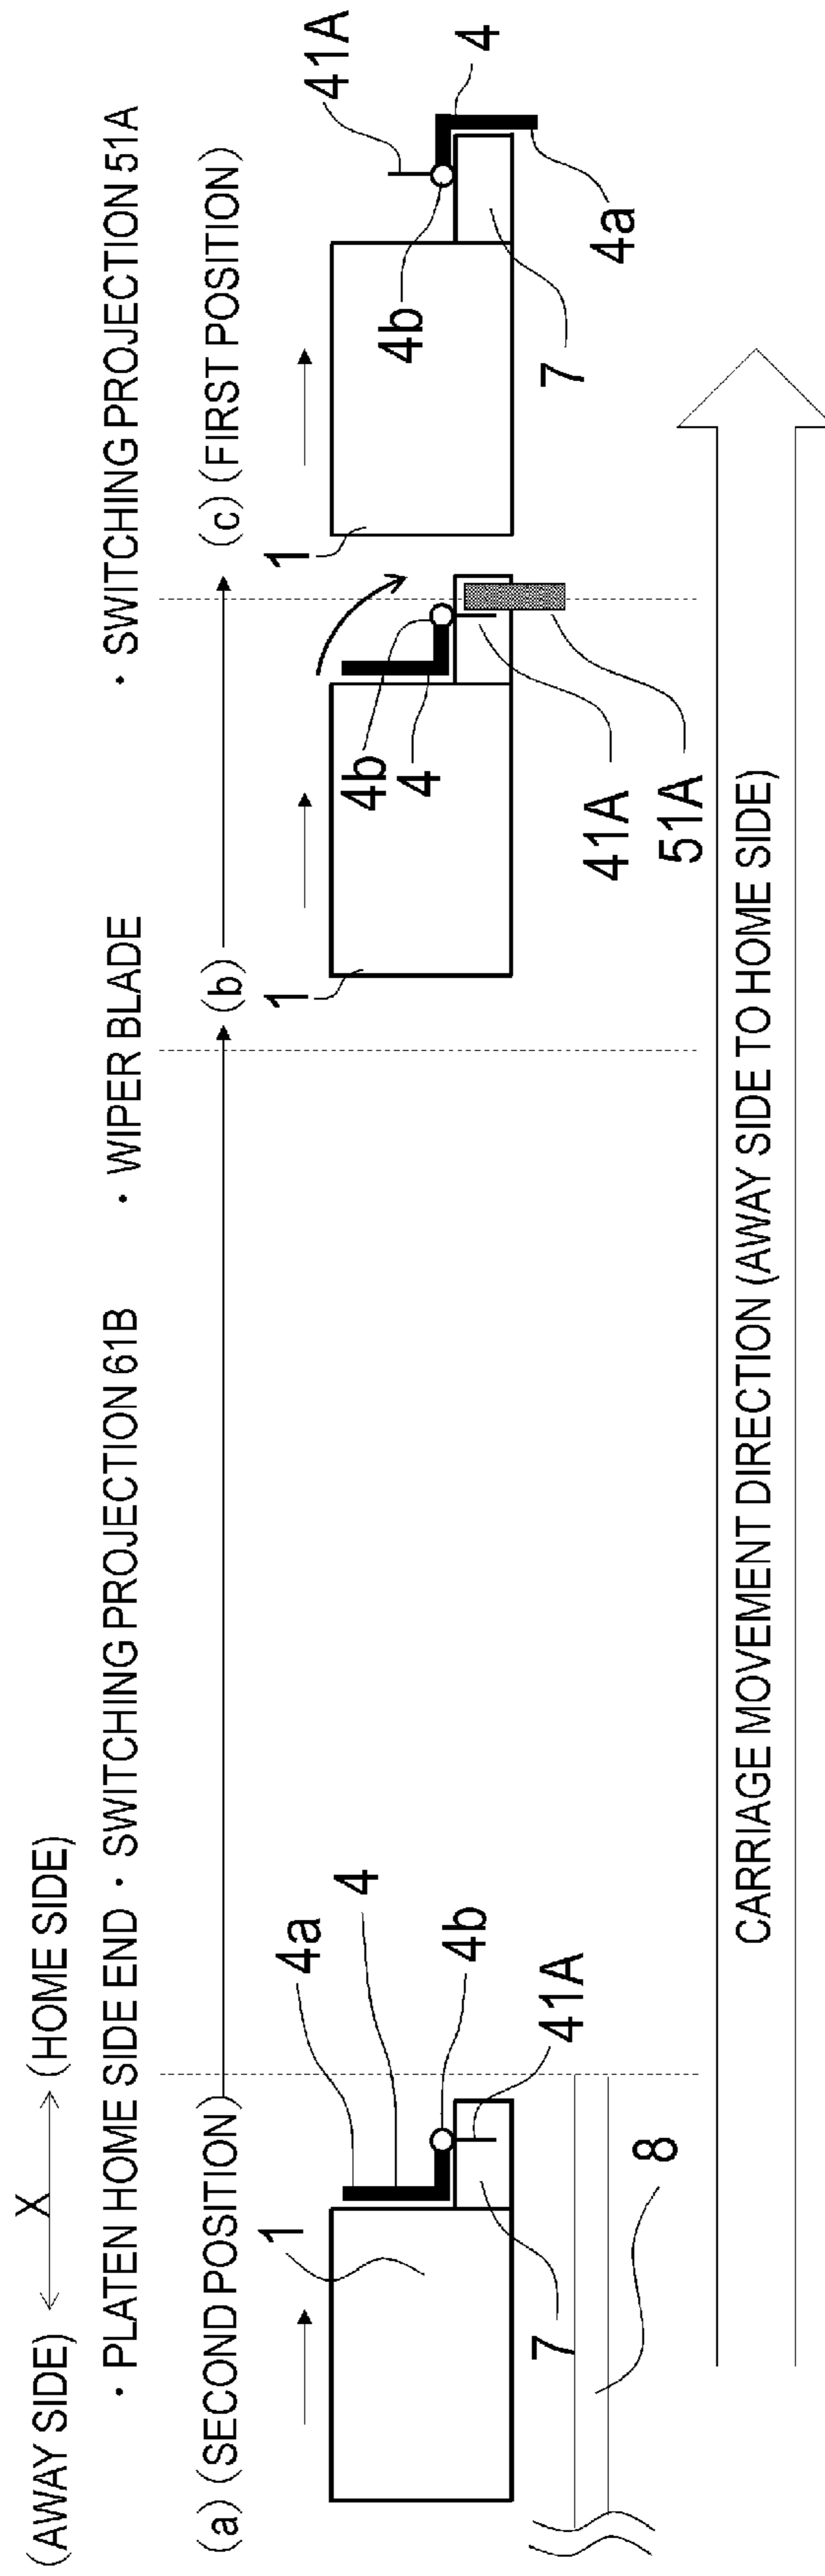 (AWAY SIDE) X (HOME SIDE)
・PLATEN HOME SIDE END ・SWITCHING PROJECTION 61B ・WIPER BLADE ・SWITCHING PROJECTION 51A
(a) (SECOND POSITION) (b) (c) (FIRST POSITION)
1 4a 4 4b 41A 7 8
1 4b 4 41A 51A
1 4b 7 41A 4 4a
CARRIAGE MOVEMENT DIRECTION (AWAY SIDE TO HOME SIDE)